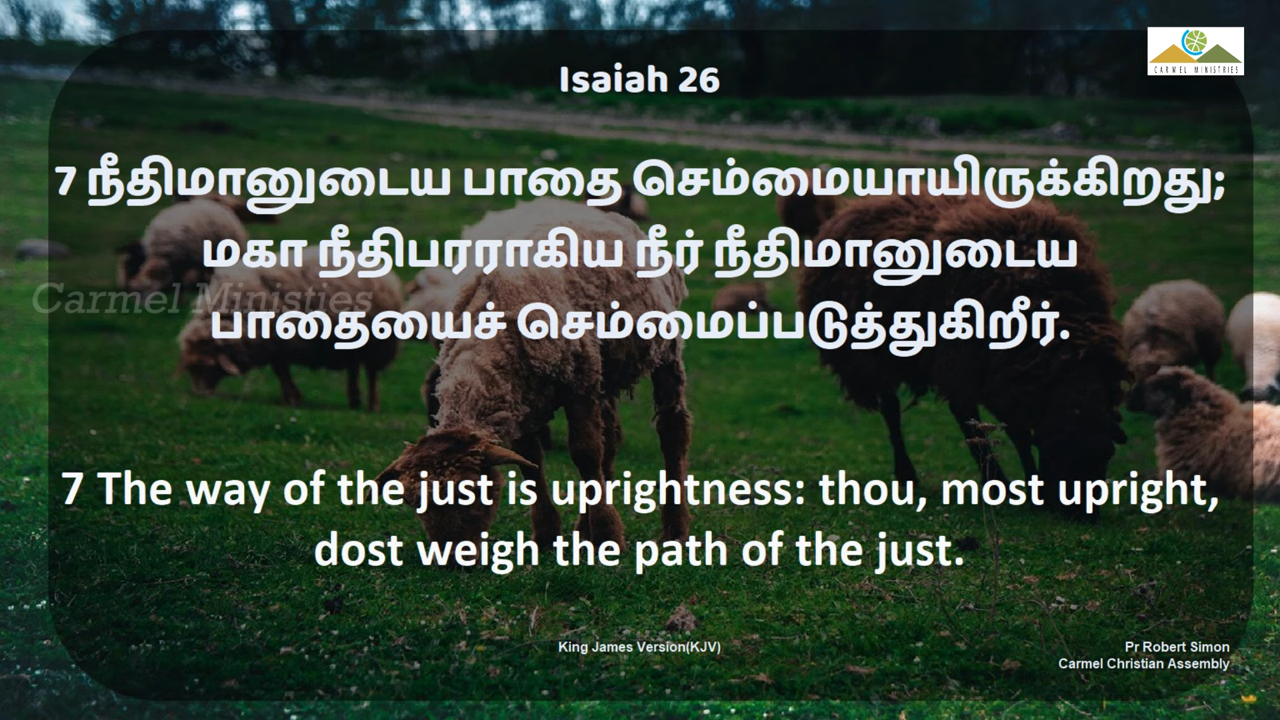 CARMEL MINISTRIES
Isaiah 26
7 நீதிமானுடைய பாதை செம்மையாயிருக்கிறது;
மகா நீதிபரராகிய நீர் நீதிமானுடைய
Carmel Ministies
பாதையைச் செம்மைப்படுத்துகிறீர்.
7 The way of the just is uprightness: thou, most upright,
dost weigh the path of the just.
King James Version(KJV)
Pr Robert Simon
Carmel Christian Assembly